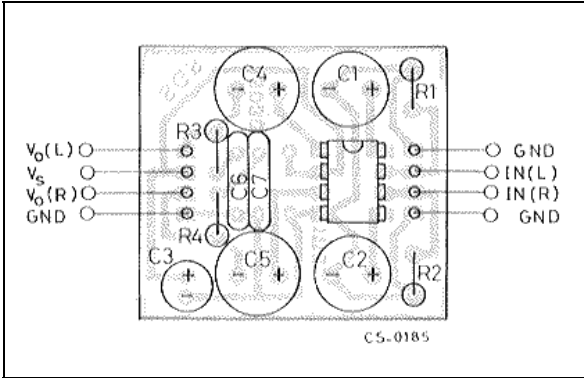 C4
C1
R1
R3
V₀(L)
Vₛ
V₀(R)
GND
C6
C7
GND
IN(L)
IN(R)
GND
R4
C3
C5
C2
R2
CS-0185